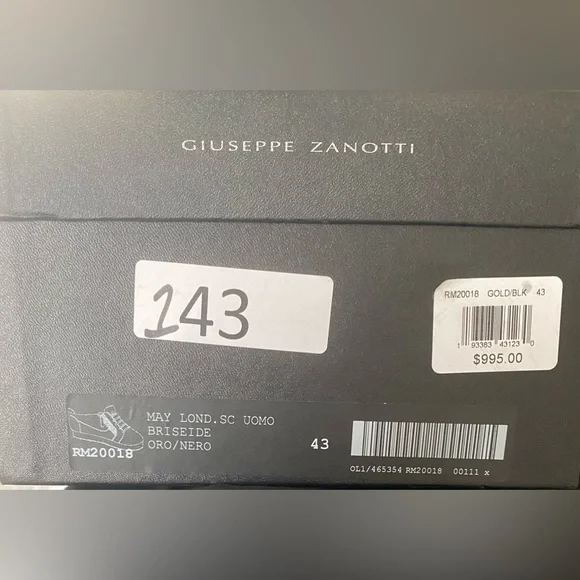 GIUSEPPE ZANOTTI
143
RM20018 GOLD/BLK 43
1 93383 43123 0
$995.00
MAY LOND.SC UOMO
BRISEIDE
ORO/NERO
43
RM20018
OL1/465354 RM20018 00111 x